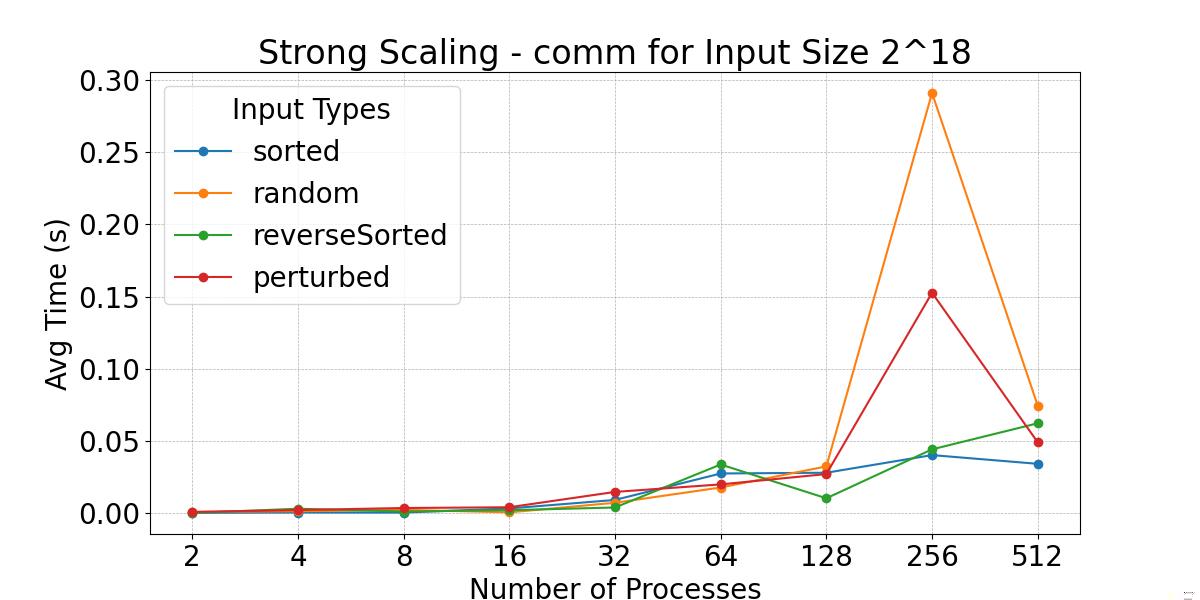 Strong Scaling - comm for Input Size 2^18
0.30
0.25
0.20
0.15
0.10
0.05
0.00
Avg Time (s)
Input Types
sorted
random
reverseSorted
perturbed
2 4 8 16 32 64 128 256 512
Number of Processes